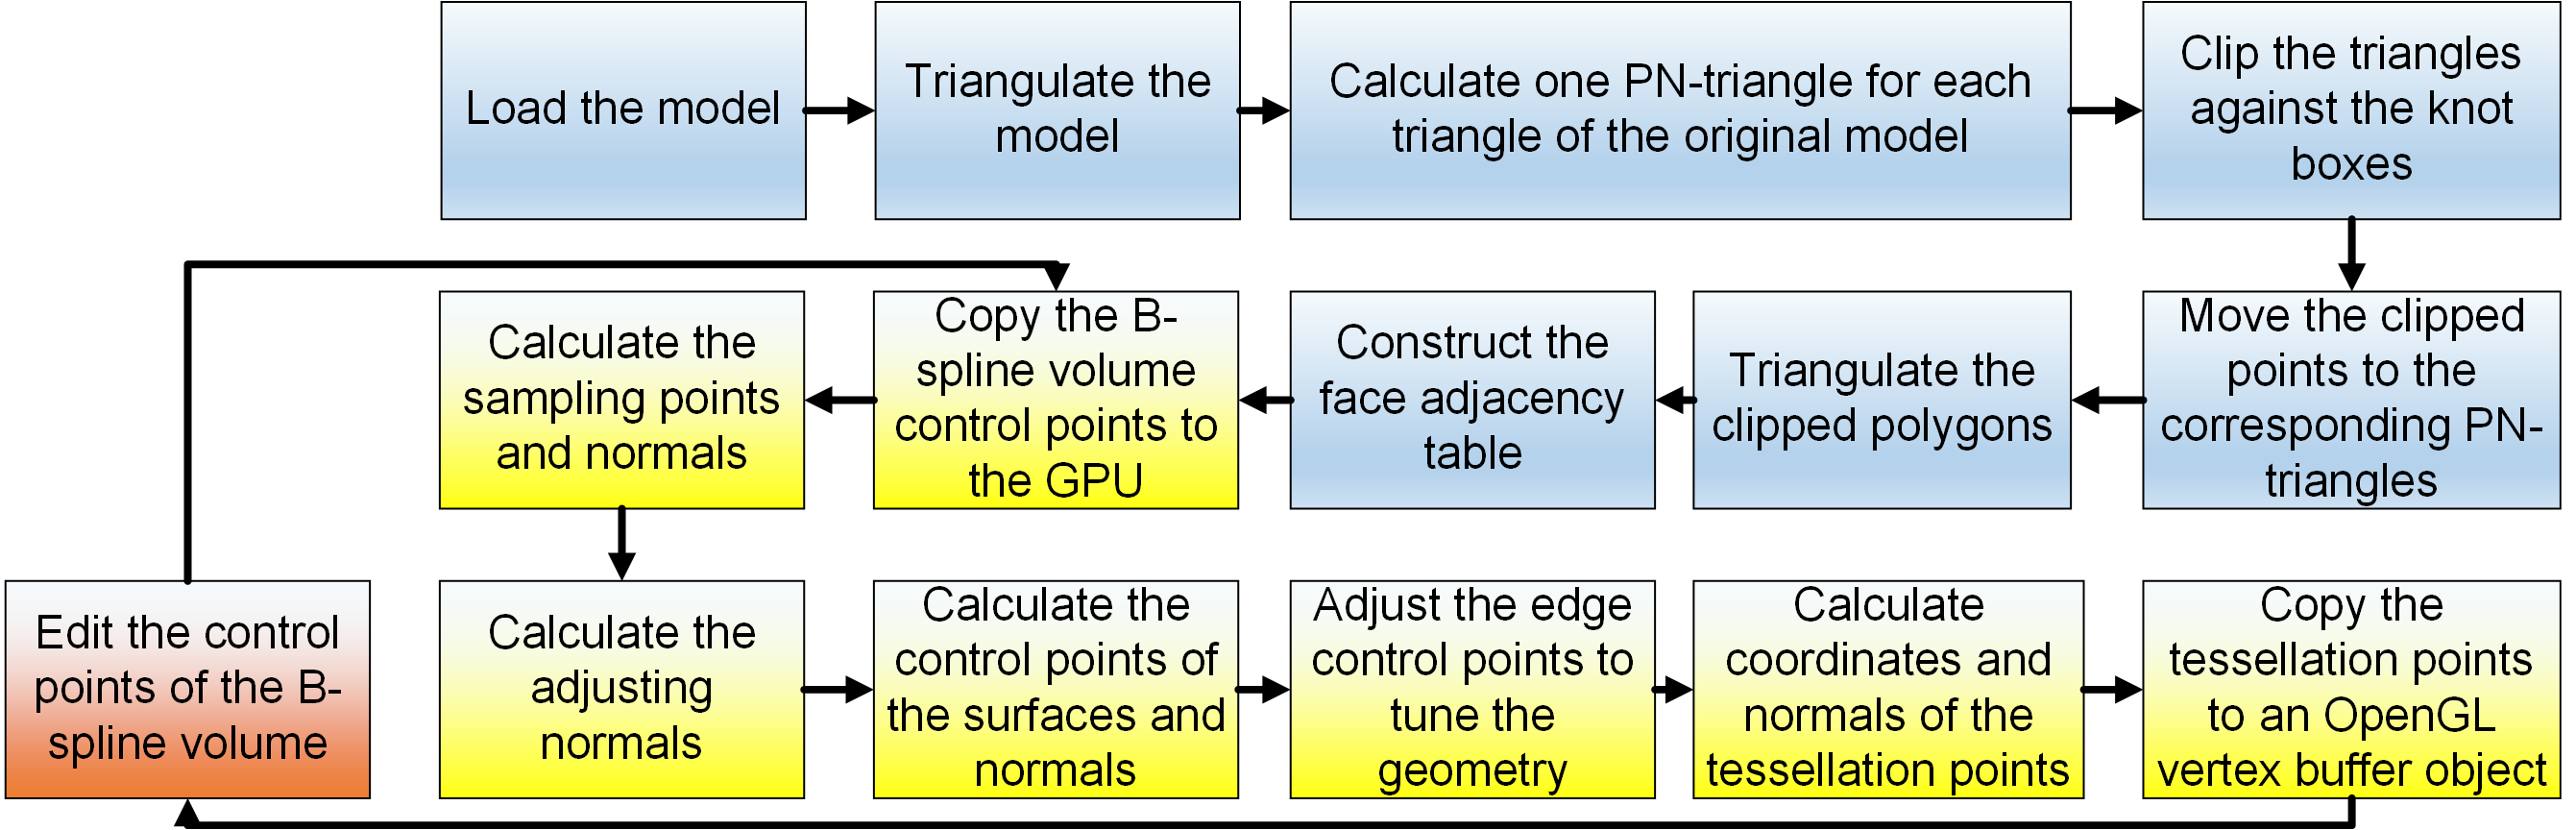 Load the model
Triangulate the
model
Calculate one PN-triangle for each
triangle of the original model
Clip the triangles
against the knot
boxes
Calculate the
sampling points
and normals
Copy the B-
spline volume
control points to
the GPU
Construct the
face adjacency
table
Triangulate the
clipped polygons
Move the clipped
points to the
corresponding PN-
triangles
Edit the control
points of the B-
spline volume
Calculate the
adjusting
normals
Calculate the
control points of
the surfaces and
normals
Adjust the edge
control points to
tune the
geometry
Calculate
coordinates and
normals of the
tessellation points
Copy the
tessellation points
to an OpenGL
vertex buffer object